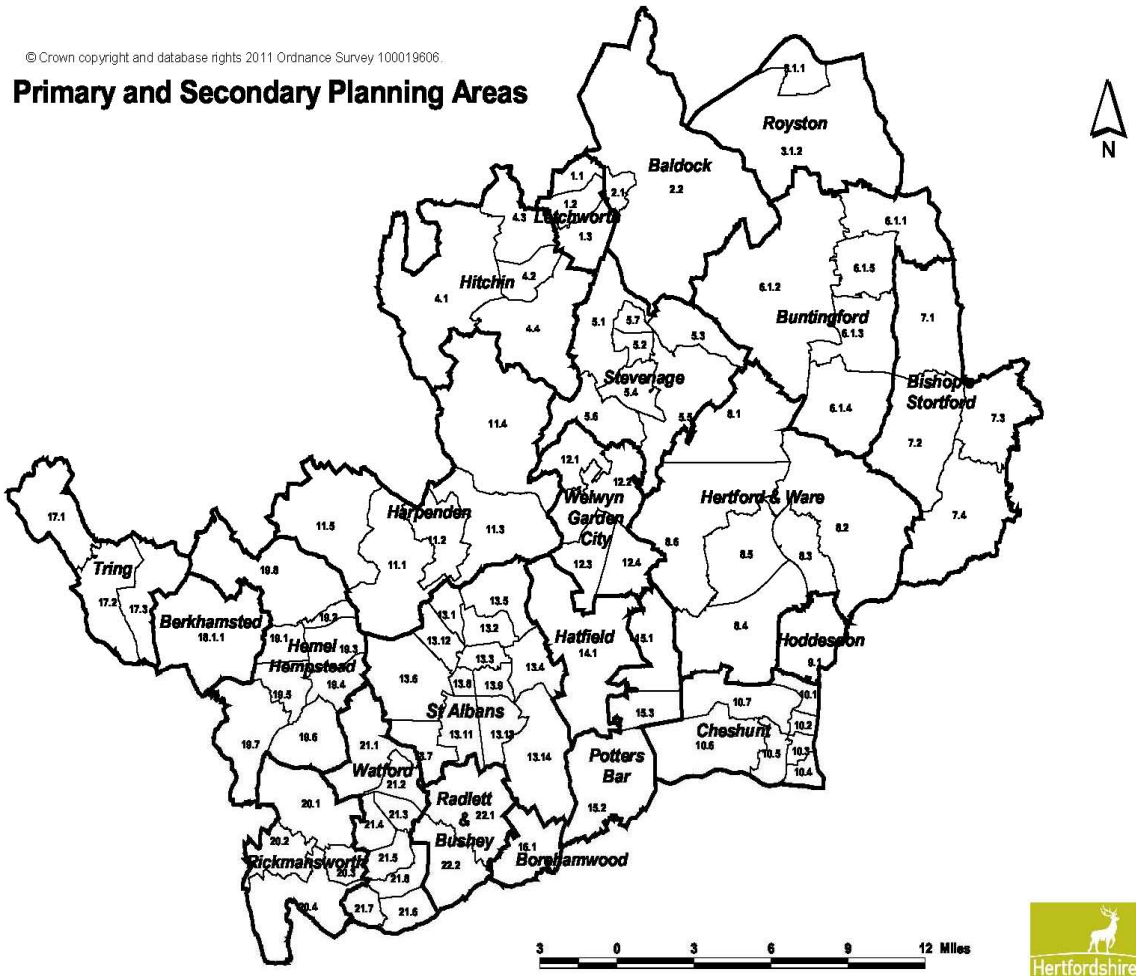 © Crown copyright and database rights 2011 Ordnance Survey 100019606.
Primary and Secondary Planning Areas
N
3.1.1
Royston
3.1.2
Baldock
2.2
1.1
2.1
1.2
Letchworth
1.3
4.3
4.2
Hitchin
4.1
4.4
6.1.1
6.1.5
6.1.2
Buntingford
6.1.3
6.1.4
7.1
Bishop's
Stortford
7.3
7.2
7.4
5.1
5.7
5.3
5.2
Stevenage
5.4
5.5
5.6
8.1
11.4
12.1
12.2
Welwyn
Garden
City
12.3
12.4
Hertford & Ware
8.2
8.6
8.5
8.3
8.4
11.5
Harpenden
11.2
11.3
11.1
17.1
Tring
17.2
17.3
19.8
Berkhamsted
18.1.1
19.2
19.1
Hemel
19.3
Hempstead
19.4
19.5
19.6
19.7
13.1
13.5
13.2
13.12
13.3
13.4
13.6
13.8
13.9
St Albans
13.11
13.13
13.7
13.14
Hatfield
14.1
15.1
15.3
Hoddesdon
9.1
10.1
10.7
10.2
Cheshunt
10.6
10.5
10.3
10.4
Potters
Bar
15.2
21.1
Watford
21.2
21.3
21.4
21.5
21.8
21.7
21.6
Radlett
22.1
&
Bushey
22.2
16.1
Borehamwood
20.1
20.2
Rickmansworth
20.3
20.4
3 0 3 6 9 12 Miles
Hertfordshire